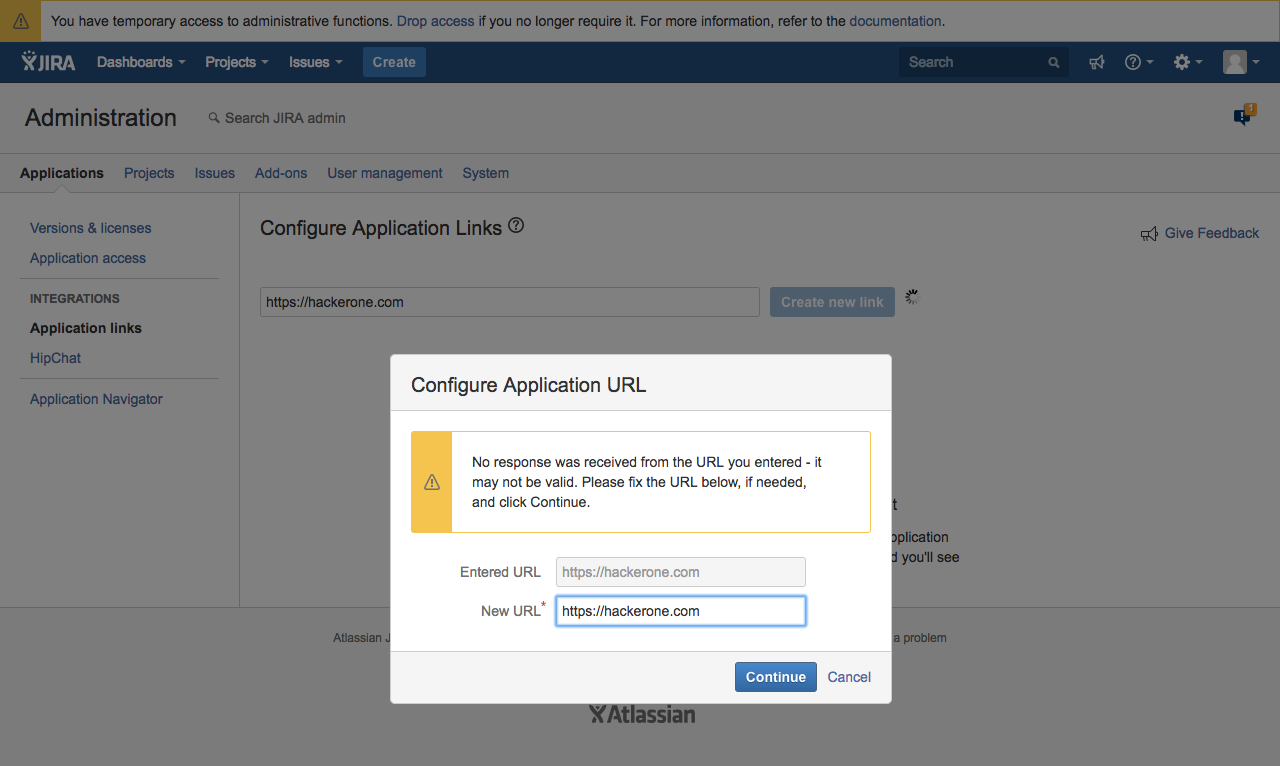 You have temporary access to administrative functions. Drop access if you no longer require it. For more information, refer to the documentation.
JIRA Dashboards Projects Issues Create Search
Administration Search JIRA admin 1
Applications Projects Issues Add-ons User management System
Versions & licenses
Application access
INTEGRATIONS
Application links
HipChat
Application Navigator
Configure Application Links ?
Give Feedback
https://hackerone.com Create new link
Configure Application URL
No response was received from the URL you entered - it
may not be valid. Please fix the URL below, if needed,
and click Continue.
Entered URL https://hackerone.com
New URL* https://hackerone.com
Continue Cancel
d you'll see
Atlassian J
a problem
Atlassian